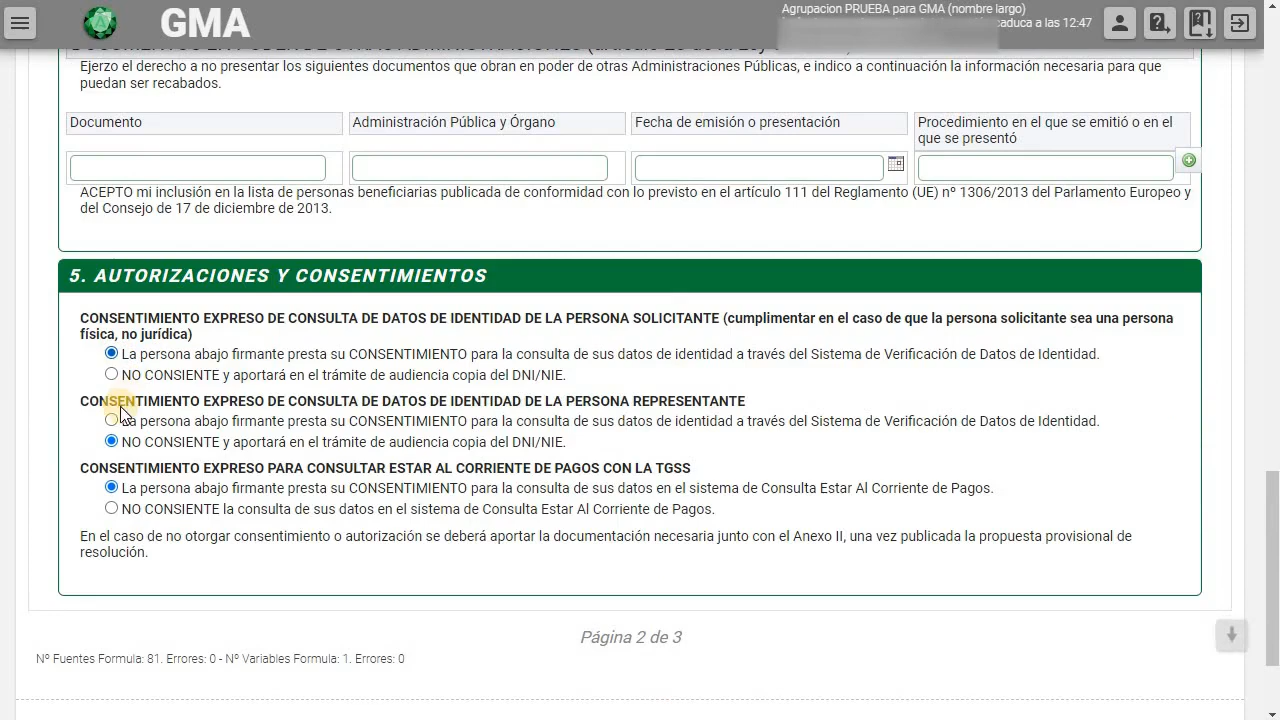 GMA
Agrupacion PRUEBA para GMA (nombre largo)
caduca a las 12:47
Ejerzo el derecho a no presentar los siguientes documentos que obran en poder de otras Administraciones Públicas, e indico a continuación la información necesaria para que
puedan ser recabados.
Documento
Administración Pública y Órgano
Fecha de emisión o presentación
Procedimiento en el que se emitió o en el
que se presentó
ACEPTO mi inclusión en la lista de personas beneficiarias publicada de conformidad con lo previsto en el artículo 111 del Reglamento (UE) nº 1306/2013 del Parlamento Europeo y
del Consejo de 17 de diciembre de 2013.
5. AUTORIZACIONES Y CONSENTIMIENTOS
CONSENTIMIENTO EXPRESO DE CONSULTA DE DATOS DE IDENTIDAD DE LA PERSONA SOLICITANTE (cumplimentar en el caso de que la persona solicitante sea una persona
física, no jurídica)
La persona abajo firmante presta su CONSENTIMIENTO para la consulta de sus datos de identidad a través del Sistema de Verificación de Datos de Identidad.
NO CONSIENTE y aportará en el trámite de audiencia copia del DNI/NIE.
CONSENTIMIENTO EXPRESO DE CONSULTA DE DATOS DE IDENTIDAD DE LA PERSONA REPRESENTANTE
La persona abajo firmante presta su CONSENTIMIENTO para la consulta de sus datos de identidad a través del Sistema de Verificación de Datos de Identidad.
NO CONSIENTE y aportará en el trámite de audiencia copia del DNI/NIE.
CONSENTIMIENTO EXPRESO PARA CONSULTAR ESTAR AL CORRIENTE DE PAGOS CON LA TGSS
La persona abajo firmante presta su CONSENTIMIENTO para la consulta de sus datos en el sistema de Consulta Estar Al Corriente de Pagos.
NO CONSIENTE la consulta de sus datos en el sistema de Consulta Estar Al Corriente de Pagos.
En el caso de no otorgar consentimiento o autorización se deberá aportar la documentación necesaria junto con el Anexo II, una vez publicada la propuesta provisional de
resolución.
Página 2 de 3
Nº Fuentes Formula: 81. Errores: 0 - Nº Variables Formula: 1. Errores: 0